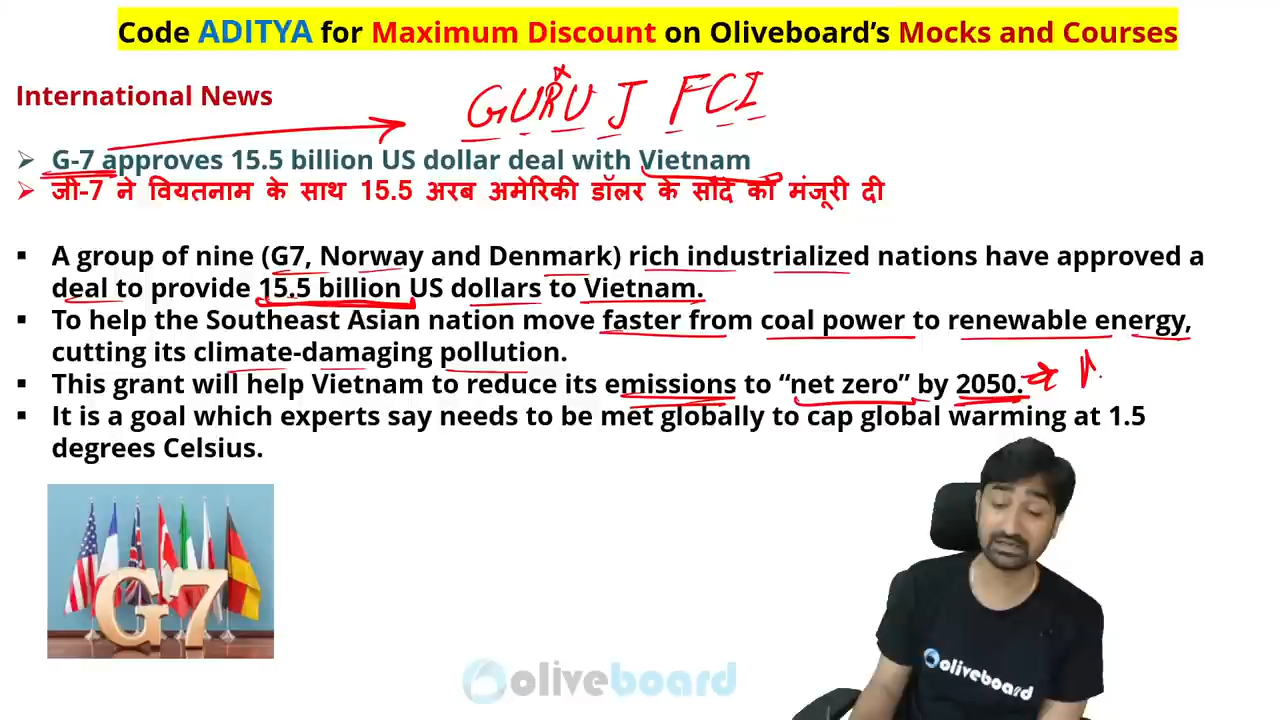 Code ADITYA for Maximum Discount on Oliveboard's Mocks and Courses
International News
GURU J FCI
➢ G-7 approves 15.5 billion US dollar deal with Vietnam
➢ जी-7 ने वियतनाम के साथ 15.5 अरब अमेरिकी डॉलर के सौदे को मंजूरी दी
▪ A group of nine (G7, Norway and Denmark) rich industrialized nations have approved a
deal to provide 15.5 billion US dollars to Vietnam.
▪ To help the Southeast Asian nation move faster from coal power to renewable energy,
cutting its climate-damaging pollution.
▪ This grant will help Vietnam to reduce its emissions to “net zero” by 2050.
▪ It is a goal which experts say needs to be met globally to cap global warming at 1.5
degrees Celsius.
G7
oliveboard
oliveboard